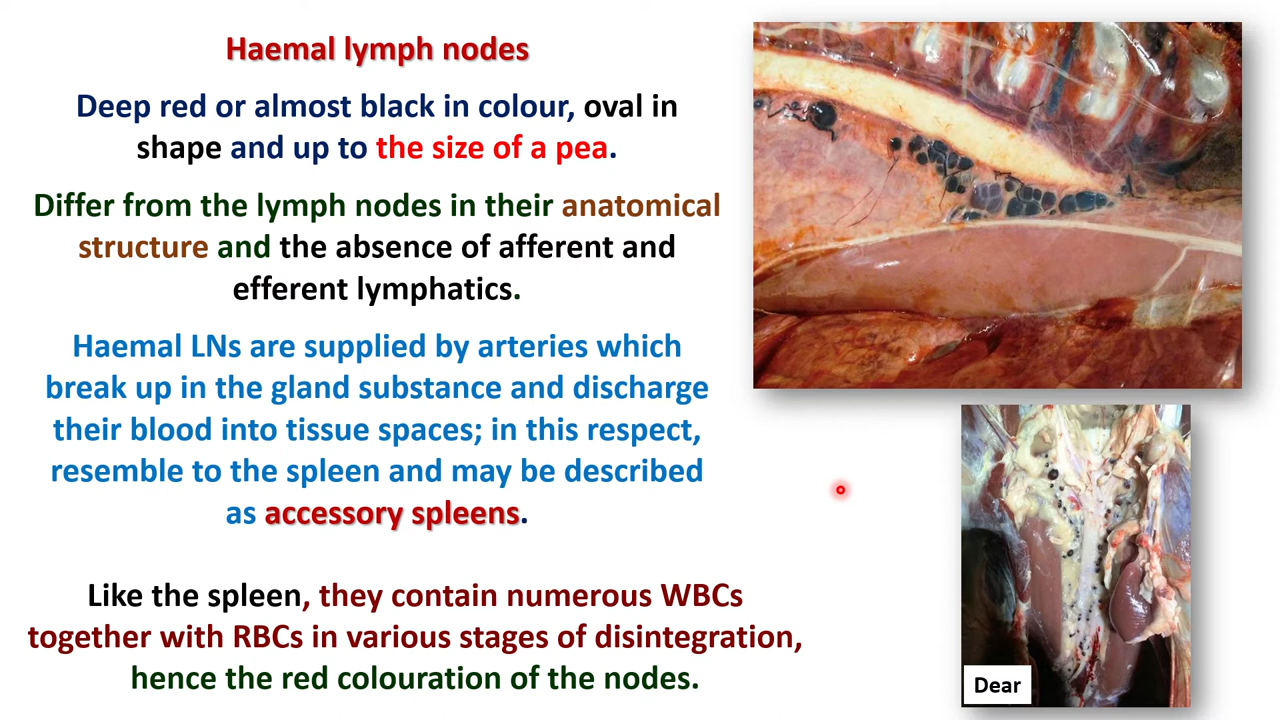 Haemal lymph nodes
Deep red or almost black in colour, oval in
shape and up to the size of a pea.
Differ from the lymph nodes in their anatomical
structure and the absence of afferent and
efferent lymphatics.
Haemal LNs are supplied by arteries which
break up in the gland substance and discharge
their blood into tissue spaces; in this respect,
resemble to the spleen and may be described
as accessory spleens.
Like the spleen, they contain numerous WBCs
together with RBCs in various stages of disintegration,
hence the red colouration of the nodes.
Dear